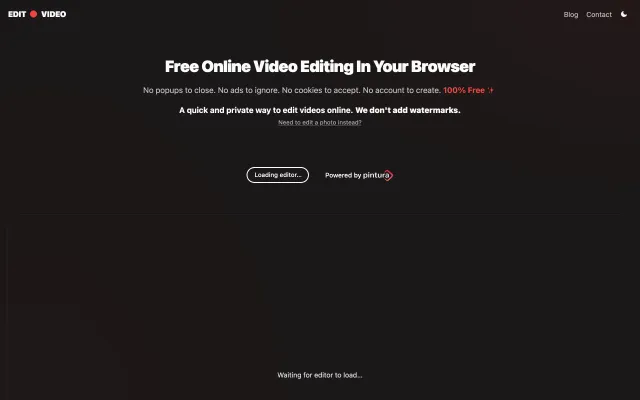 EDIT VIDEO
Blog
Contact
Free Online Video Editing In Your Browser
No popups to close. No ads to ignore. No cookies to accept. No account to create. 100% Free
A quick and private way to edit videos online. We don't add watermarks.
Need to edit a photo instead?
Loading editor...
Powered by pintura
Waiting for editor to load...